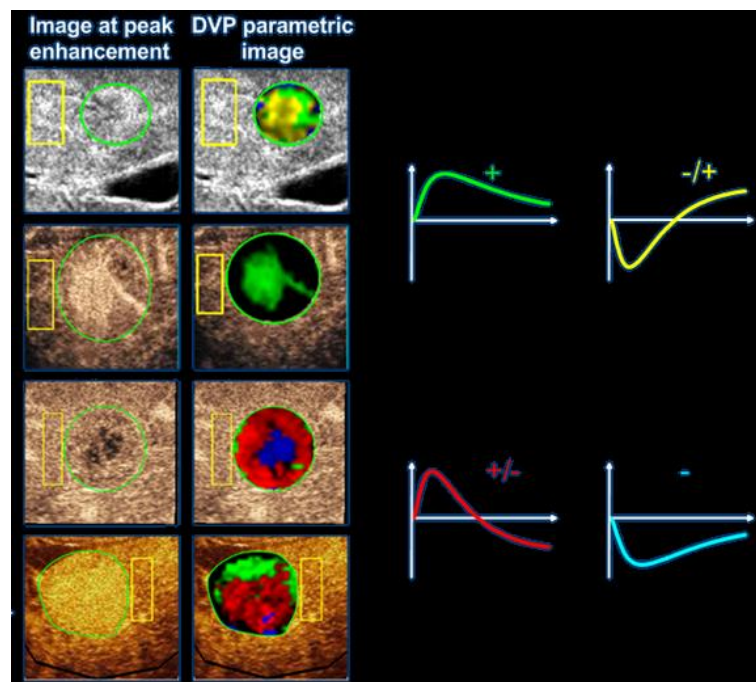 Image at peak enhancement
DVP parametric image
+
-/+
+/-
-